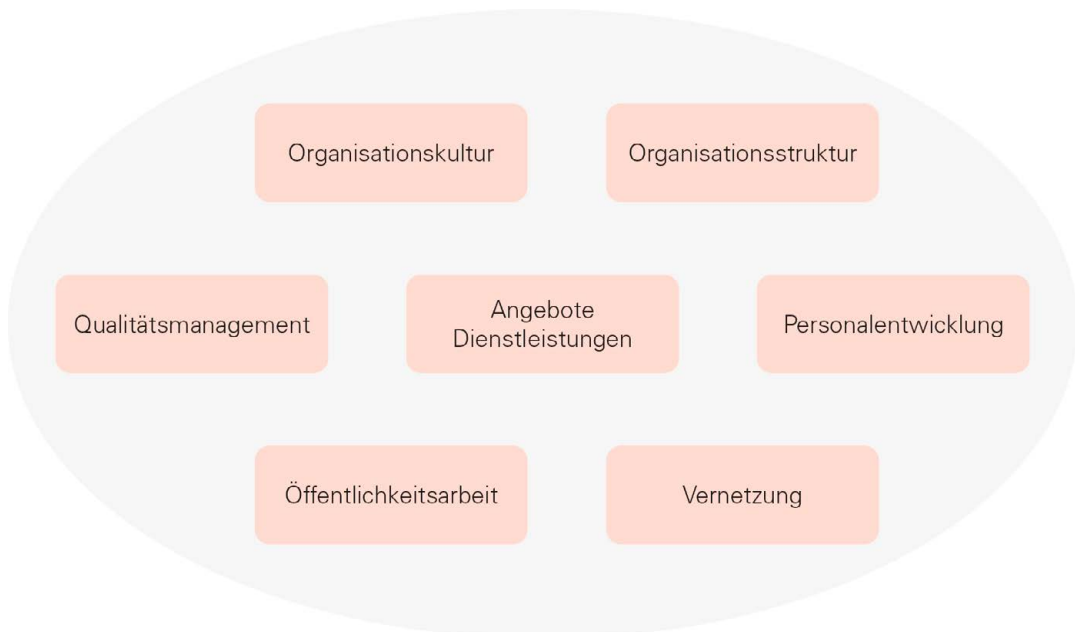 Organisationskultur
Organisationsstruktur
Qualitätsmanagement
Angebote
Dienstleistungen
Personalentwicklung
Öffentlichkeitsarbeit
Vernetzung